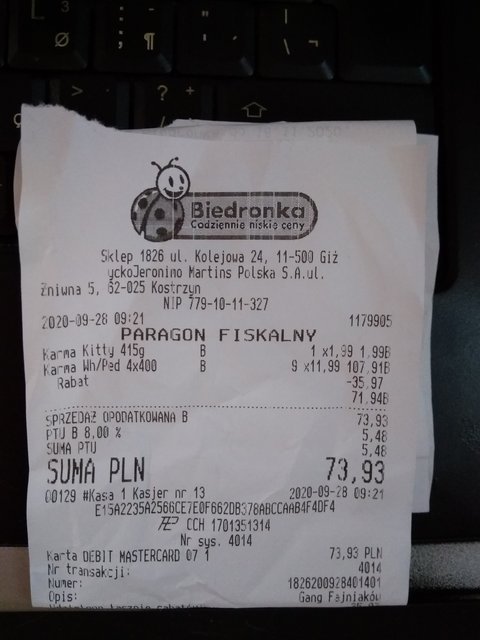 Biedronka
Codziennie niskie ceny
Sklep 1826 ul. Kolejowa 24, 11-500 Giż
yckoJeronimo Martins Polska S.A.ul.
Żniwna 5, 62-025 Kostrzyn
NIP 779-10-11-327
2020-09-28 09:21 1179905
PARAGON FISKALNY
Karma Kitty 415g B 1 x1,99 1,99B
Karma Wh/Ped 4x400 B 9 x11,99 107,91B
Rabat -35,97
71,94B
SPRZEDAŻ OPODATKOWANA B 73,93
PTU B 8,00 % 5,48
SUMA PTU 5,48
SUMA PLN 73,93
00129 #Kasa 1 Kasjer nr 13 2020-09-28 09:21
E15A2235A2566CE7E0F662DB378ABCCAAB4F4DF4
CCH 1701351314
Nr sys. 4014
Karta DEBIT MASTERCARD 07 1 73,93 PLN
Nr transakcji: 4014
Numer: 1826200928401401
Opis: Gang Fajniaków